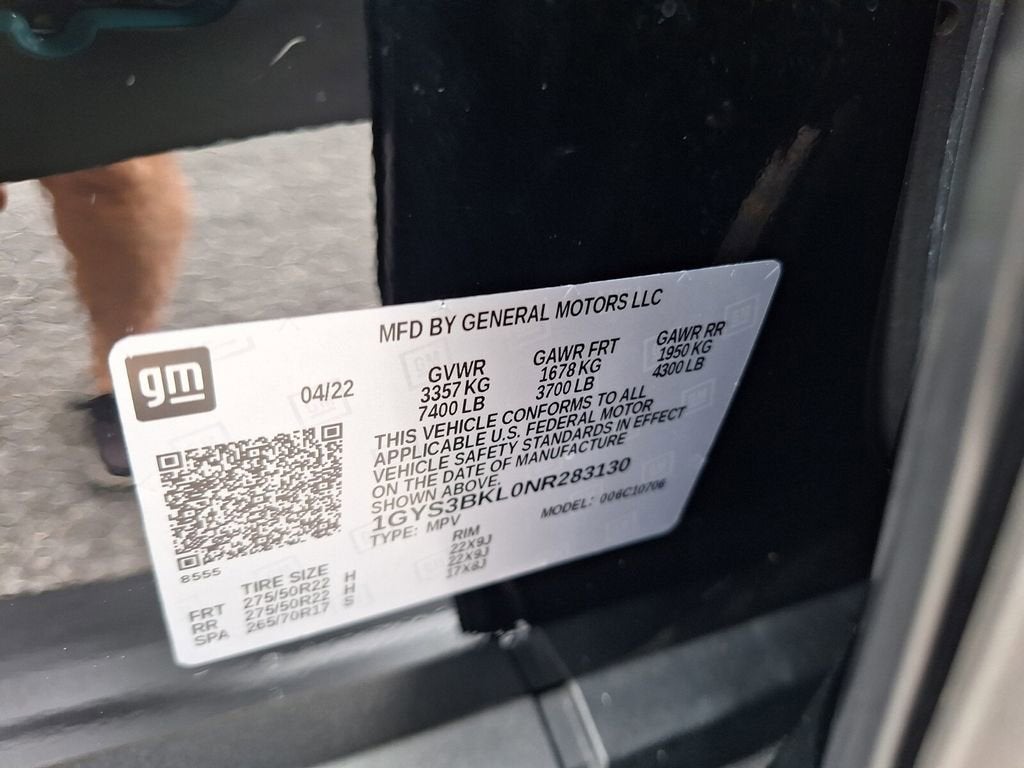 MFD BY GENERAL MOTORS LLC
gm
04/22
GVWR GAWR FRT GAWR RR
3357 KG 1678 KG 1950 KG
7400 LB 3700 LB 4300 LB
THIS VEHICLE CONFORMS TO ALL
APPLICABLE U.S. FEDERAL MOTOR
VEHICLE SAFETY STANDARDS IN EFFECT
ON THE DATE OF MANUFACTURE
SHOWN ABOVE.
1GYS3BKL0NR283130
TYPE: MPV MODEL: 006C10706
8555
TIRE SIZE RIM
FRT 275/50R22 H 22X9J
RR 275/50R22 H 22X9J
SPA 265/70R17 S 17X8J